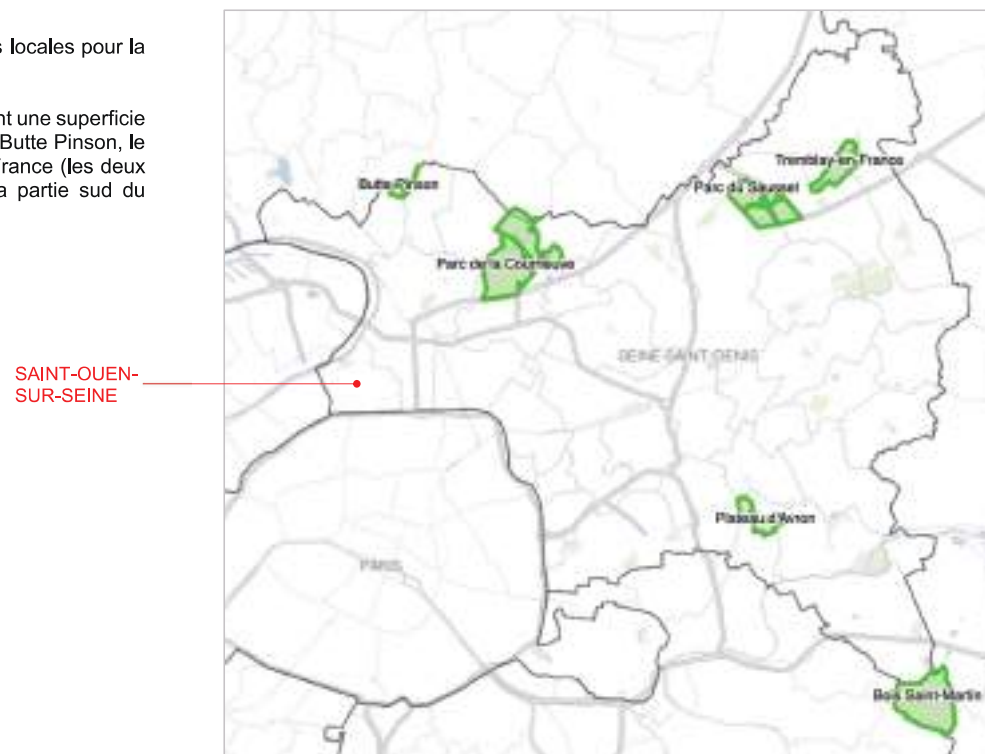 s locales pour la
nt une superficie
Butte Pinson, le
France (les deux
a partie sud du
Tremblay-en-France
Butte Pinson
Parc du Sausset
Parc de la Courneuve
SEINE-SAINT-DENIS
SAINT-OUEN-
SUR-SEINE
Plateau d'Avron
PARIS
Bois Saint-Martin